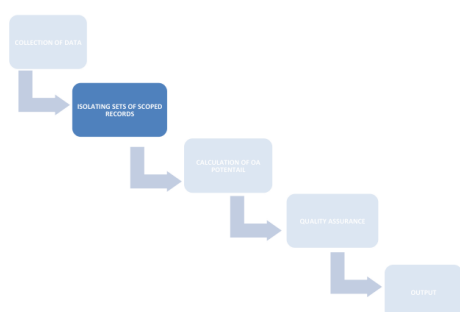 COLLECTION OF DATA
ISOLATING SETS OF SCOPED
RECORDS
CALCULATION OF OA
POTENTAIL
QUALITY ASSURANCE
OUTPUT